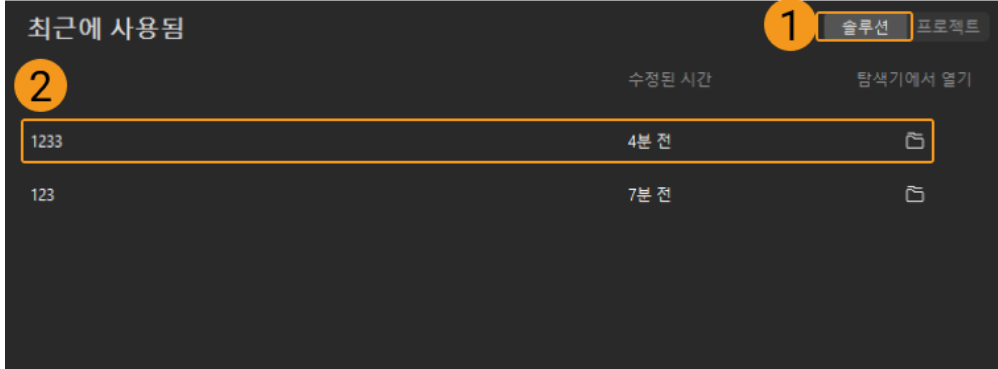 최근에 사용됨
1 솔루션 프로젝트
2 수정된 시간 탐색기에서 열기
1233 4분 전
123 7분 전